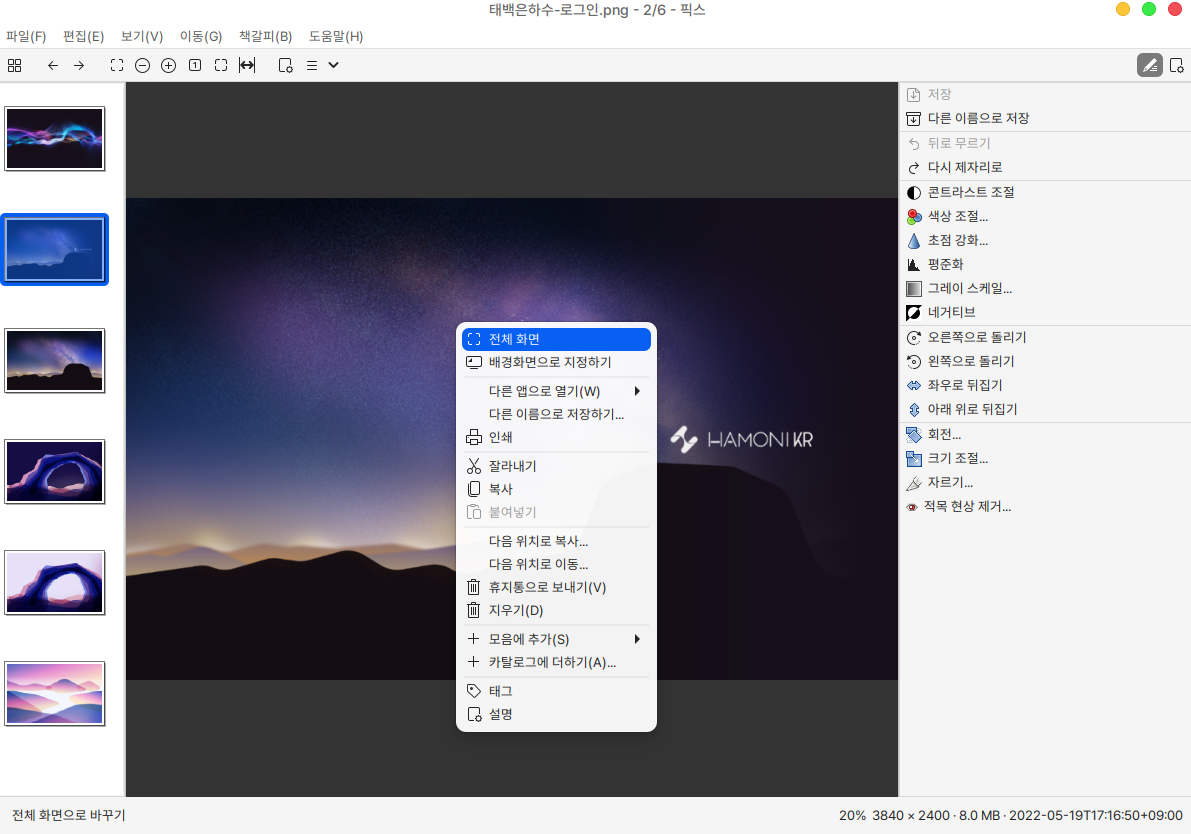 태백은하수-로그인.png - 2/6 - 픽스
파일(F) 편집(E) 보기(V) 이동(G) 책갈피(B) 도움말(H)
저장
다른 이름으로 저장
뒤로 무르기
다시 제자리로
콘트라스트 조절
색상 조절...
초점 강화...
평준화
그레이 스케일...
네거티브
오른쪽으로 돌리기
왼쪽으로 돌리기
좌우로 뒤집기
아래 위로 뒤집기
회전...
크기 조절...
자르기...
적목 현상 제거...
전체 화면
배경화면으로 지정하기
다른 앱으로 열기(W)
다른 이름으로 저장하기...
인쇄
잘라내기
복사
붙여넣기
다음 위치로 복사...
다음 위치로 이동...
휴지통으로 보내기(V)
지우기(D)
모음에 추가(S)
카탈로그에 더하기(A)...
태그
설명
HAMONIKR
전체 화면으로 바꾸기
20% 3840 × 2400 · 8.0 MB · 2022-05-19T17:16:50+09:00